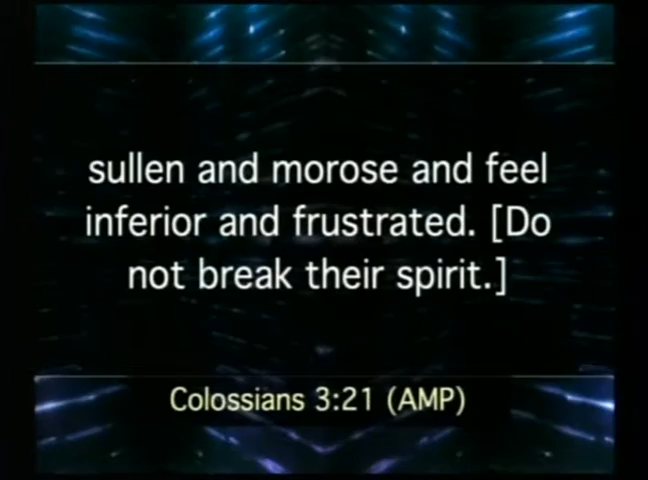 sullen and morose and feel
inferior and frustrated. [Do
not break their spirit.]
Colossians 3:21 (AMP)